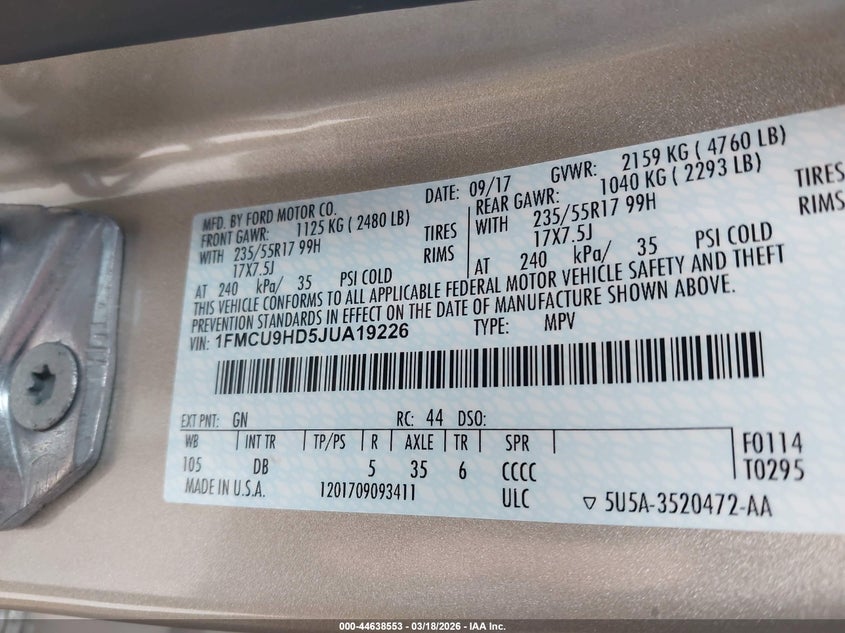 MFD. BY FORD MOTOR CO. DATE: 09/17 GVWR: 2159 KG ( 4760 LB)
FRONT GAWR: 1125 KG ( 2480 LB) REAR GAWR: 1040 KG ( 2293 LB)
WITH 235/55R17 99H TIRES WITH 235/55R17 99H TIRES
17X7.5J RIMS 17X7.5J RIMS
AT 240 kPa/ 35 PSI COLD AT 240 kPa/ 35 PSI COLD
THIS VEHICLE CONFORMS TO ALL APPLICABLE FEDERAL MOTOR VEHICLE SAFETY AND THEFT
PREVENTION STANDARDS IN EFFECT ON THE DATE OF MANUFACTURE SHOWN ABOVE.
VIN: 1FMCU9HD5JUA19226 TYPE: MPV
EXT PNT: GN RC: 44 DSO:
WB INT TR TP/PS R AXLE TR SPR F0114
105 DB 5 35 6 CCCC T0295
MADE IN U.S.A. 1201709093411 ULC ▽ 5U5A-3520472-AA
000-44638553 — 03/18/2026 — IAA Inc.